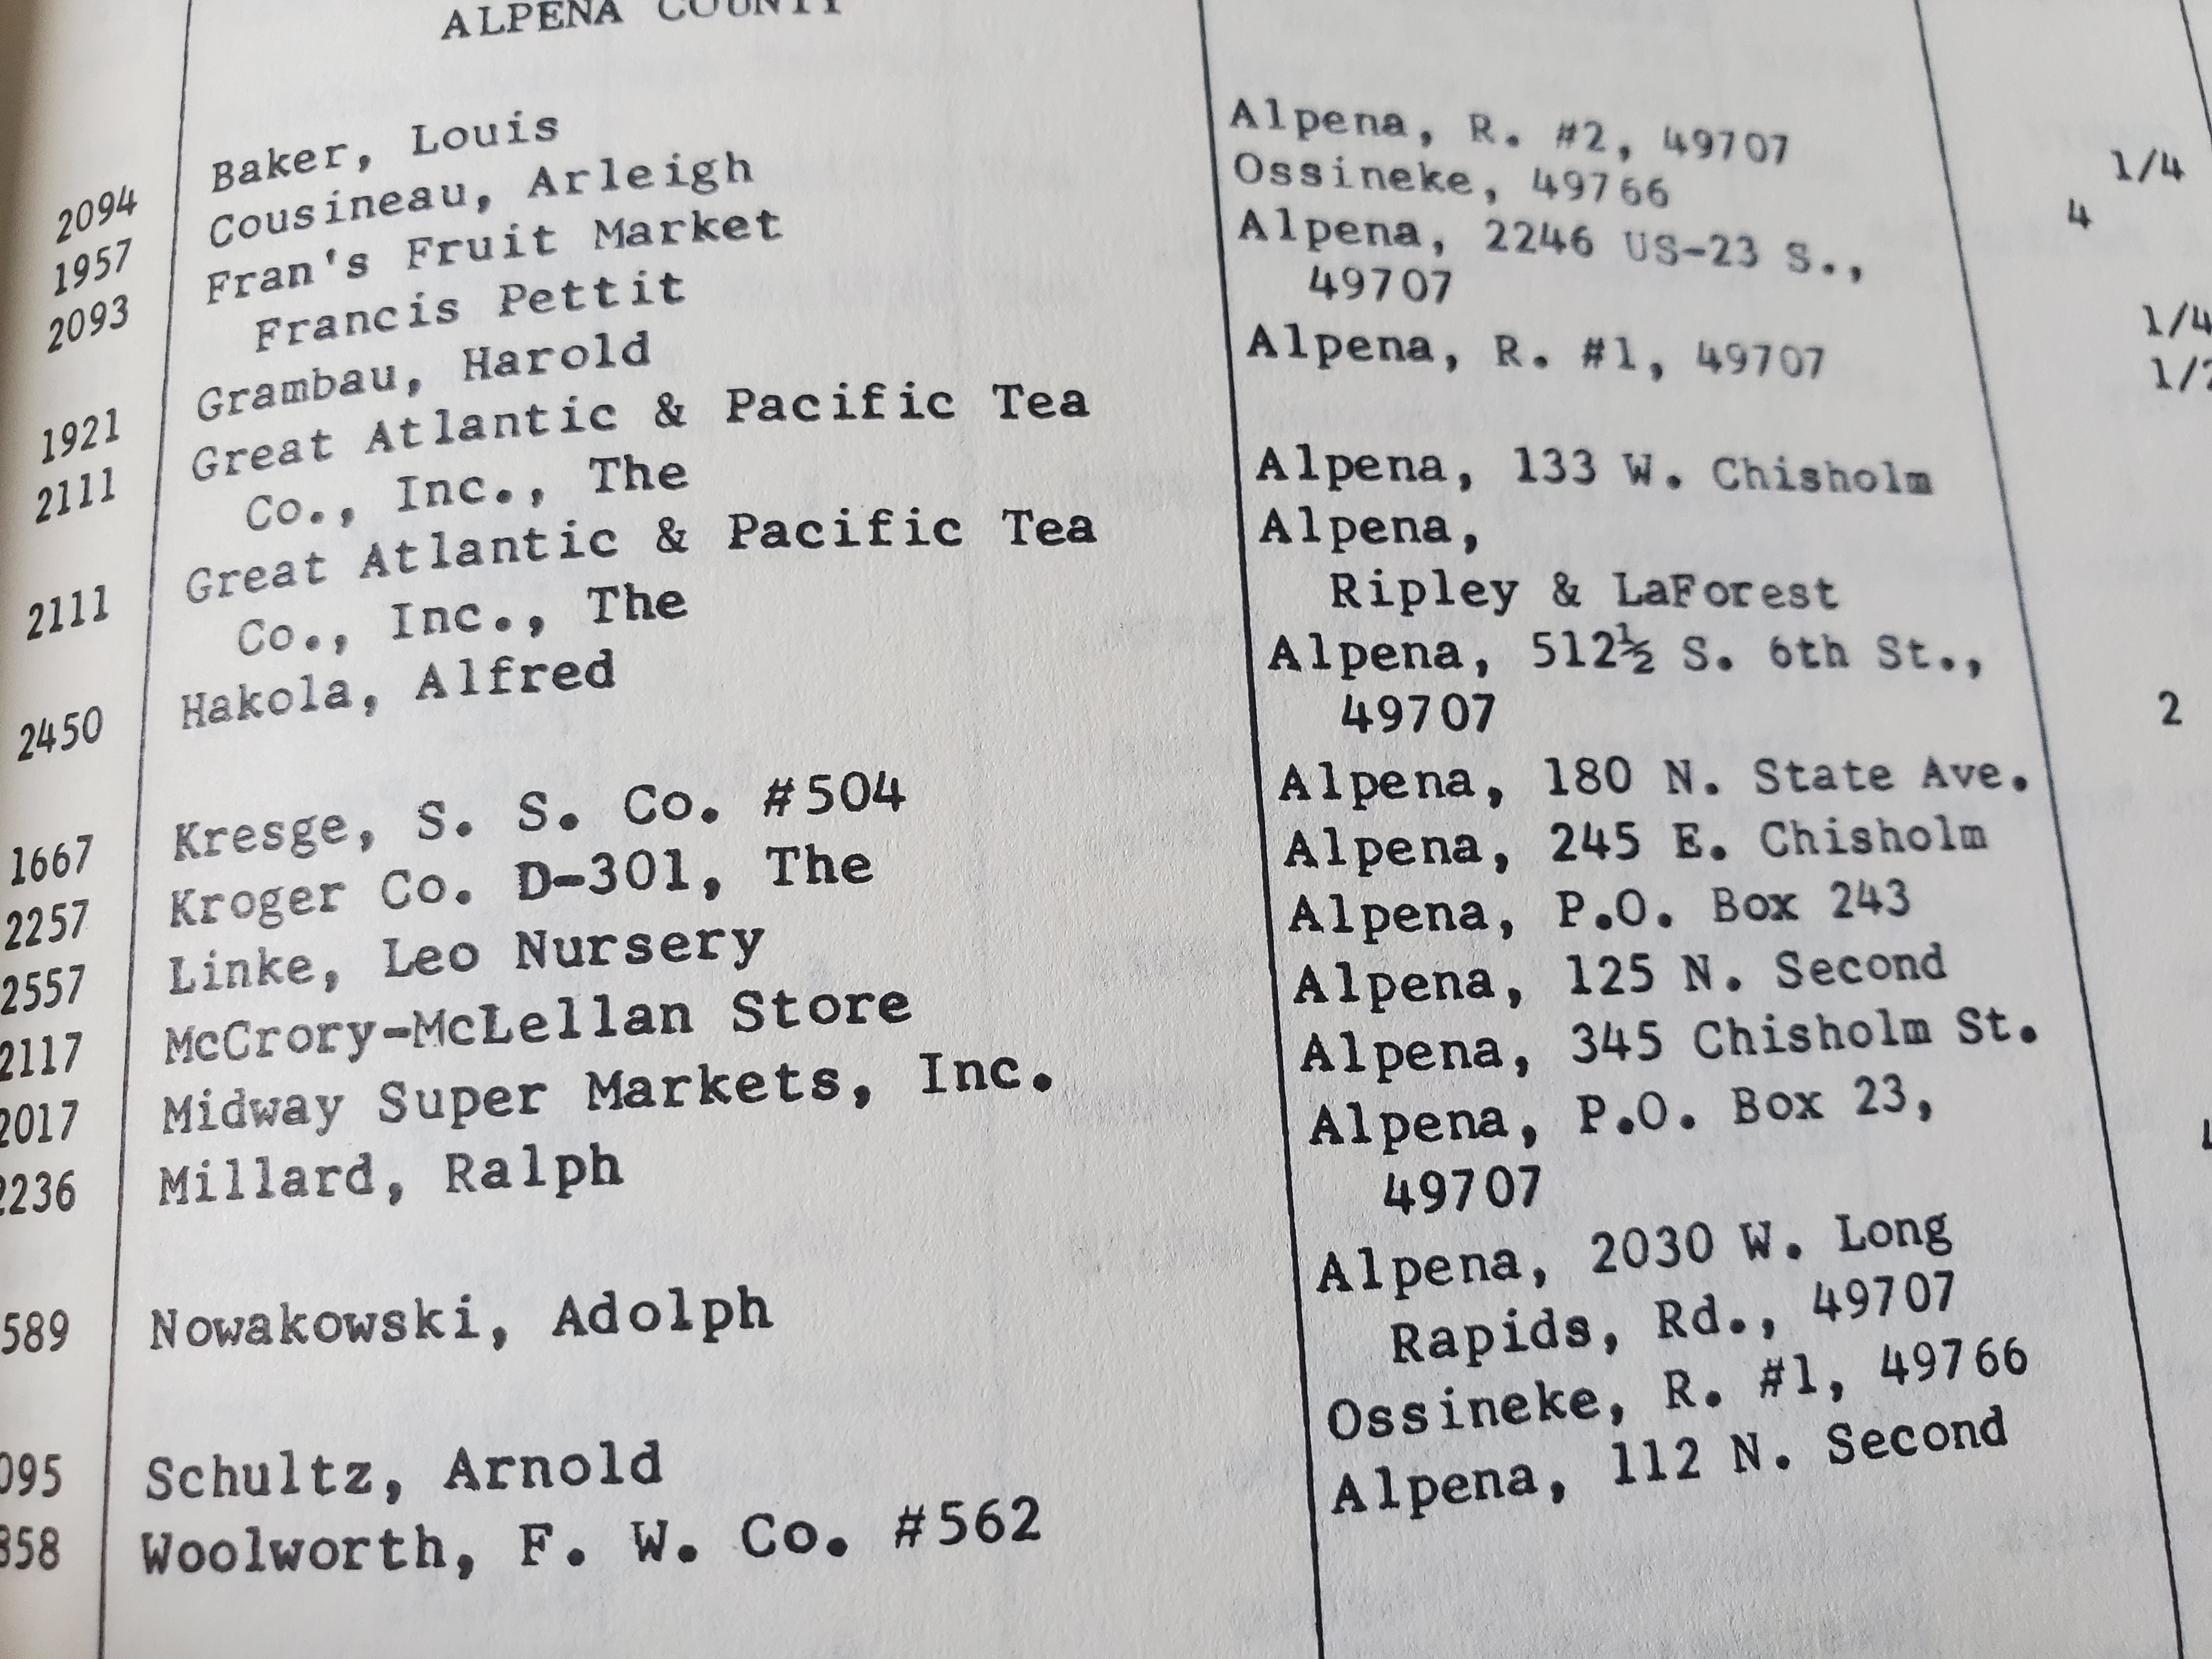 ALPENA COUNTY
2094 Baker, Louis Alpena, R. #2, 49707 1/4
1957 Cousineau, Arleigh Ossineke, 49766 4
2093 Fran's Fruit Market Alpena, 2246 US-23 S.,
Francis Pettit 49707 1/4
1921 Grambau, Harold Alpena, R. #1, 49707
2111 Great Atlantic & Pacific Tea
Co., Inc., The Alpena, 133 W. Chisholm
2111 Great Atlantic & Pacific Tea Alpena,
Co., Inc., The Ripley & LaForest
2450 Hakola, Alfred Alpena, 512½ S. 6th St.,
49707 2
1667 Kresge, S. S. Co. #504 Alpena, 180 N. State Ave.
2257 Kroger Co. D-301, The Alpena, 245 E. Chisholm
2557 Linke, Leo Nursery Alpena, P.O. Box 243
2117 McCrory-McLellan Store Alpena, 125 N. Second
2017 Midway Super Markets, Inc. Alpena, 345 Chisholm St.
2236 Millard, Ralph Alpena, P.O. Box 23,
49707
589 Nowakowski, Adolph Alpena, 2030 W. Long
Rapids, Rd., 49707
095 Schultz, Arnold Ossineke, R. #1, 49766
858 Woolworth, F. W. Co. #562 Alpena, 112 N. Second